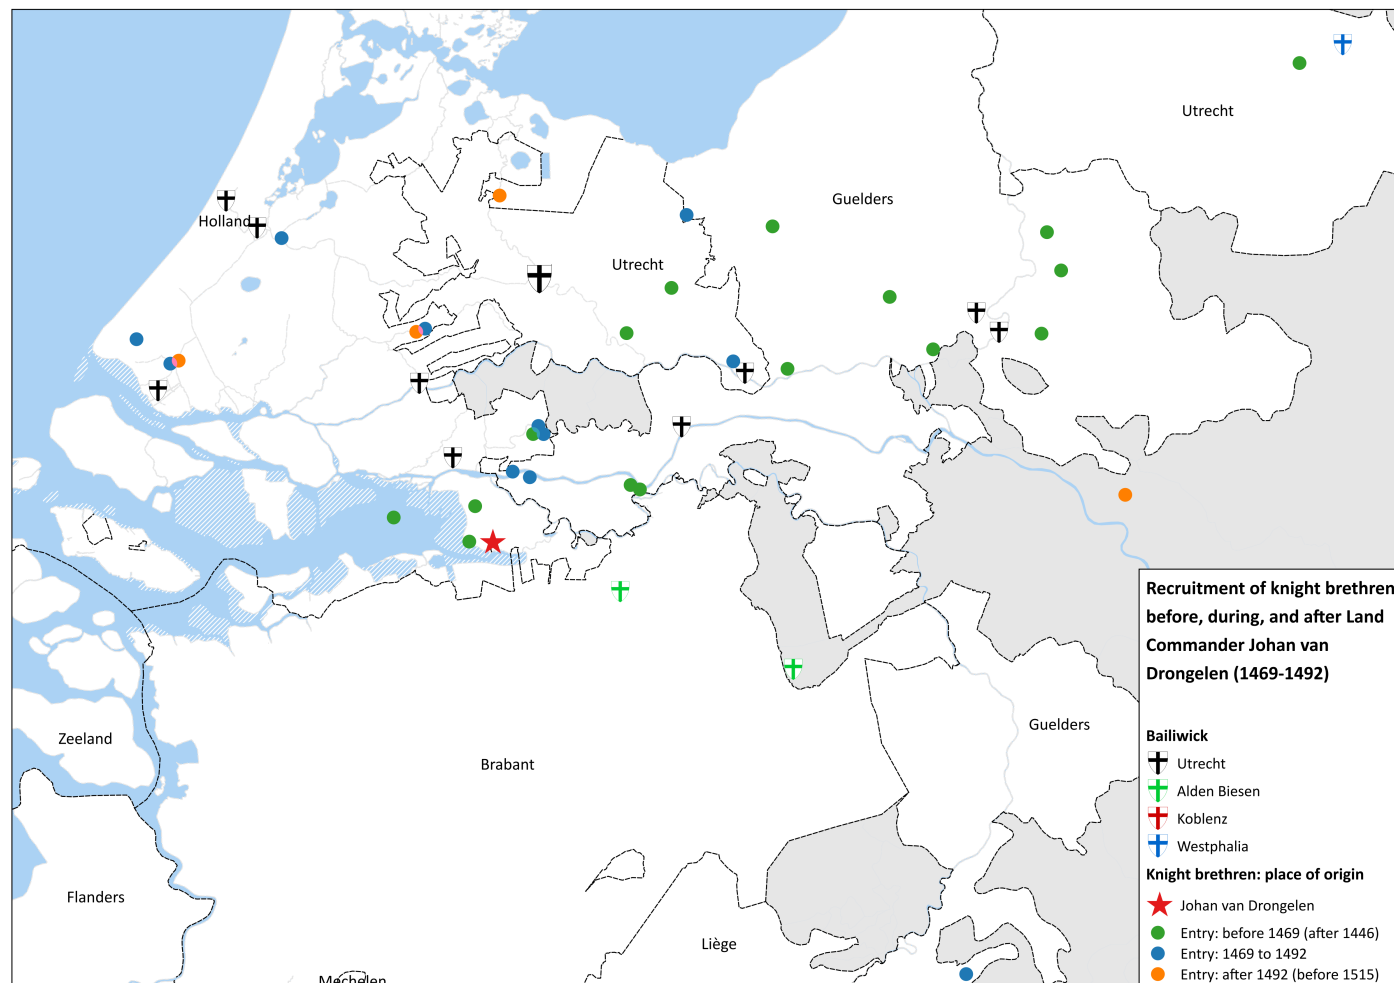 Utrecht
Guelders
Holland
Utrecht
Recruitment of knight brethren
before, during, and after Land
Commander Johan van
Drongelen (1469-1492)
Guelders
Zeeland
Brabant
Flanders
Liège
Mechelen
Bailiwick
Utrecht
Alden Biesen
Koblenz
Westphalia
Knight brethren: place of origin
Johan van Drongelen
Entry: before 1469 (after 1446)
Entry: 1469 to 1492
Entry: after 1492 (before 1515)